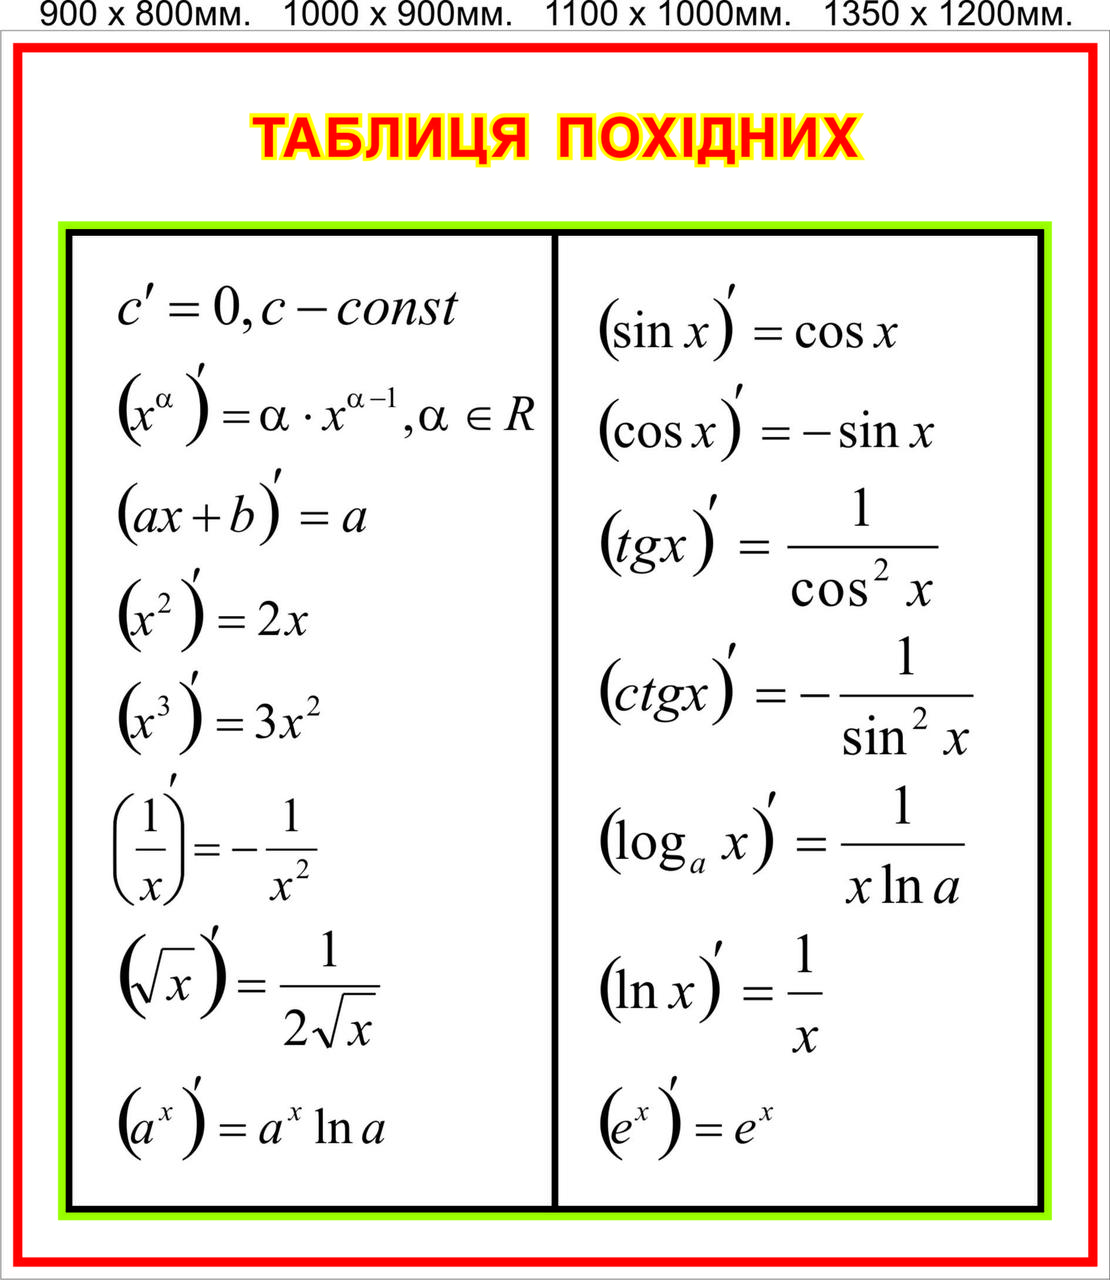 900 х 800мм. 1000 х 900мм. 1100 х 1000мм. 1350 х 1200мм.
ТАБЛИЦЯ ПОХІДНИХ
c′ = 0, c − const
(x^α)′ = α · x^(α−1), α ∈ R
(ax + b)′ = a
(x²)′ = 2x
(x³)′ = 3x²
(1/x)′ = −1/x²
(√x)′ = 1/(2√x)
(a^x)′ = a^x ln a
(sin x)′ = cos x
(cos x)′ = − sin x
(tgx)′ = 1/(cos² x)
(ctgx)′ = −1/(sin² x)
(log_a x)′ = 1/(x ln a)
(ln x)′ = 1/x
(e^x)′ = e^x